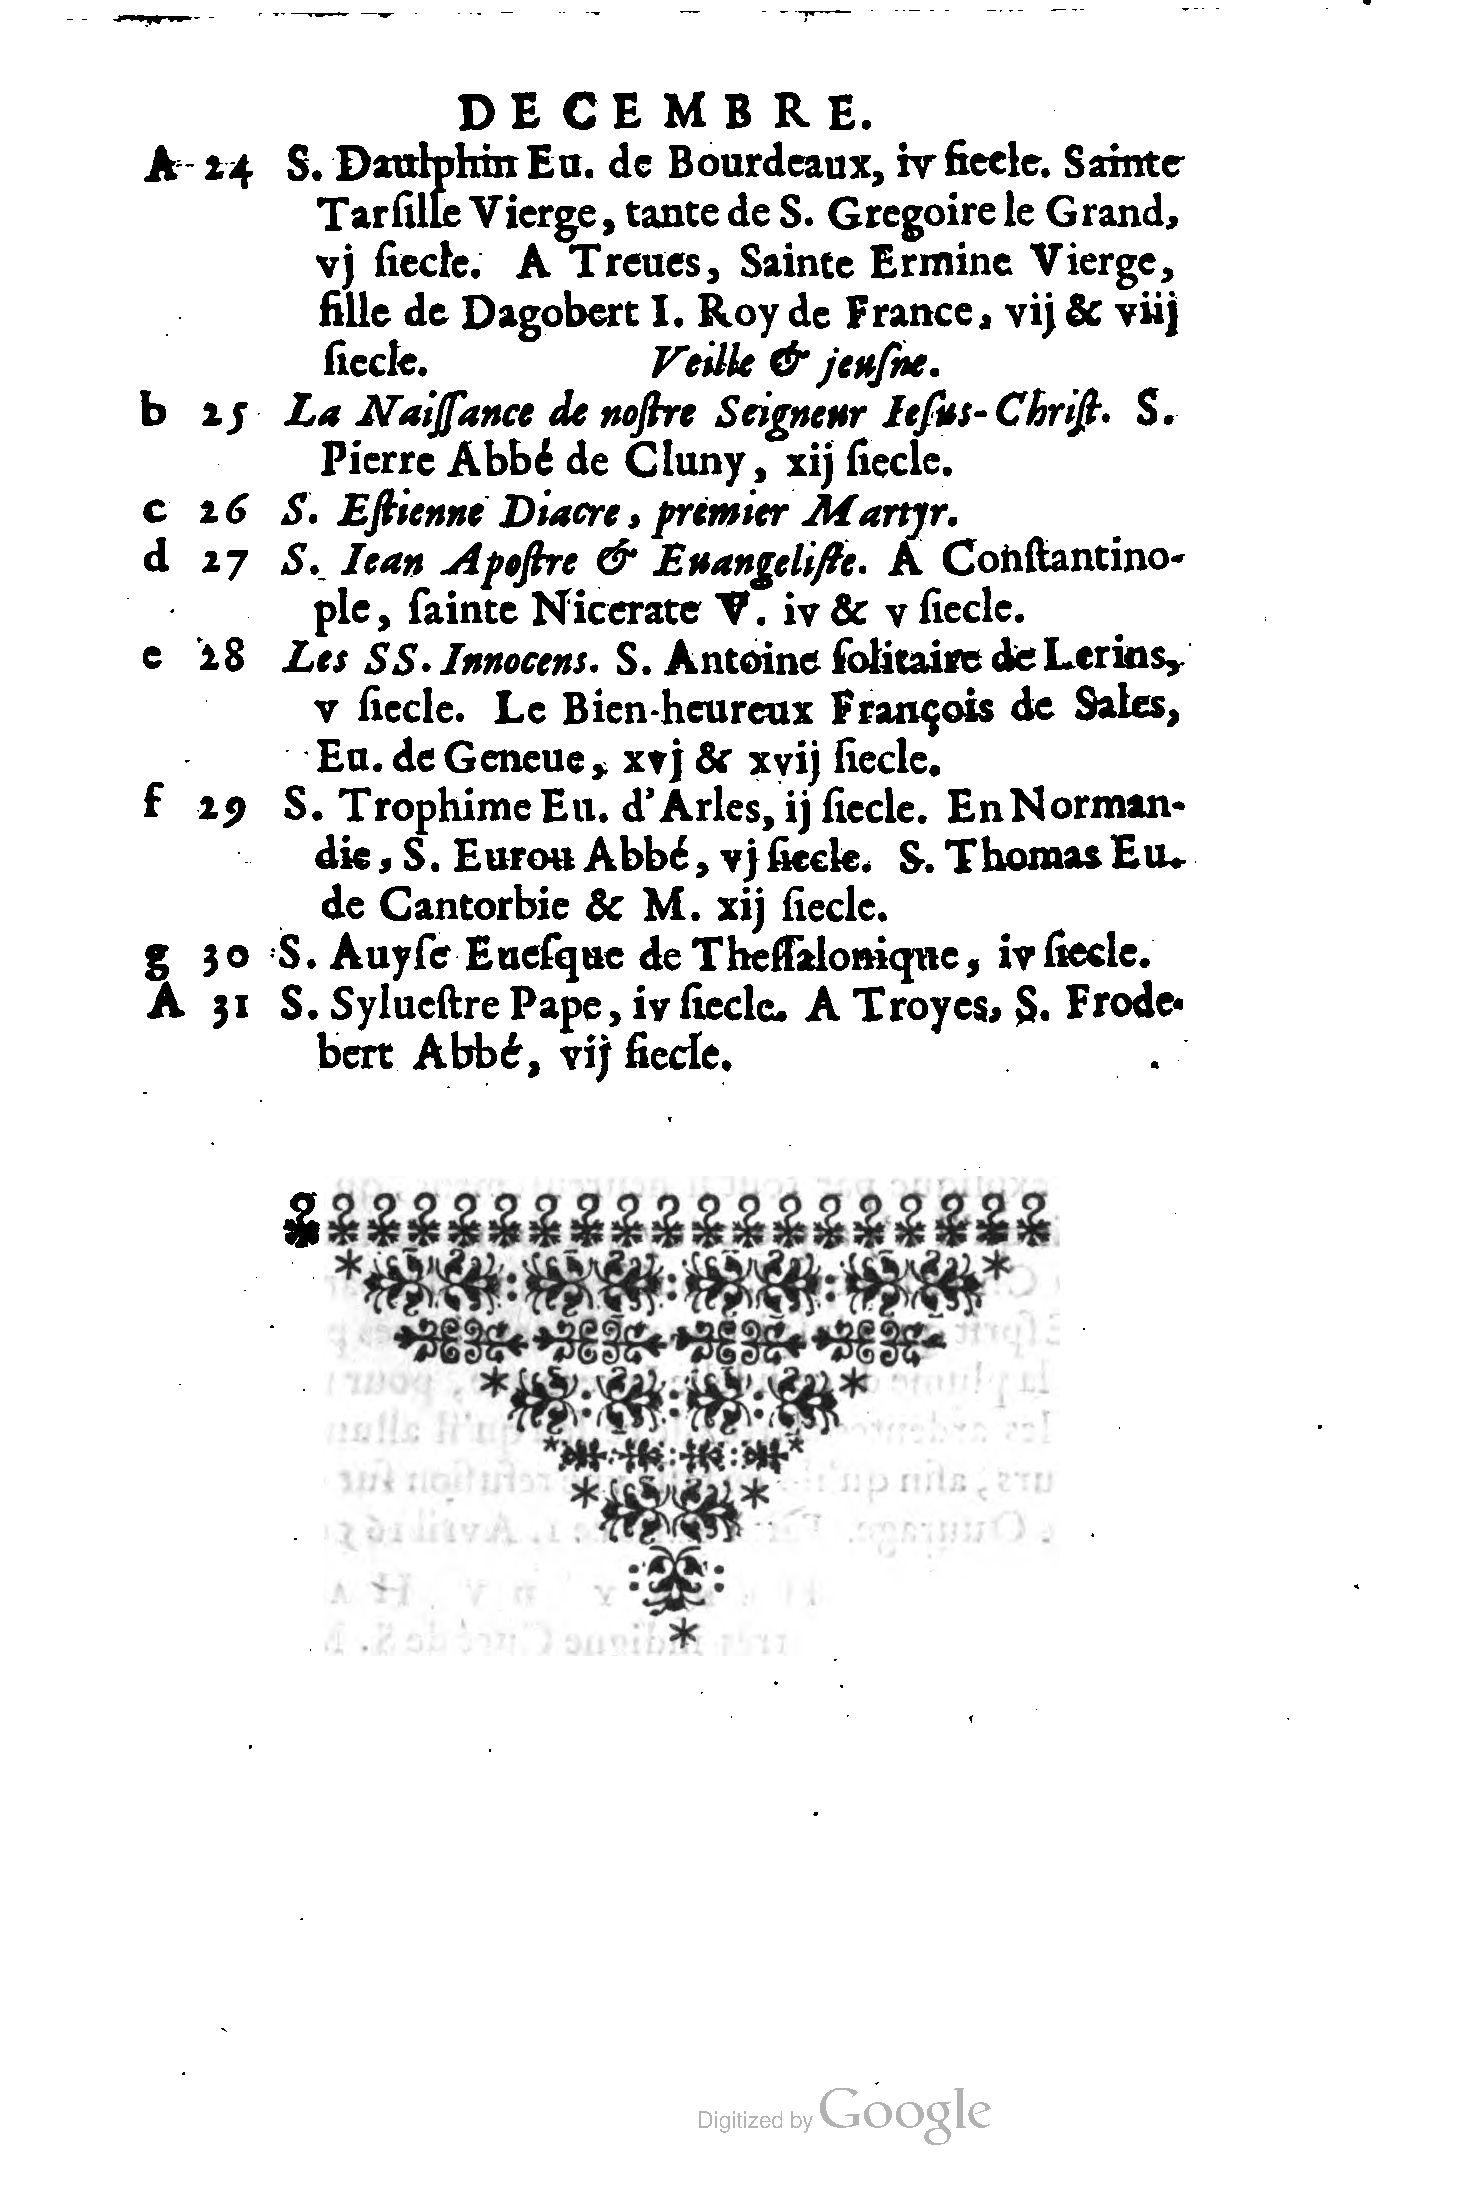 DECEMBRE.
A 24 S. Daulphin Eu. de Bourdeaux, iv ſiecle. Sainte
Tarſille Vierge, tante de S. Gregoire le Grand,
vj ſiecle. A Treues, Sainte Ermine Vierge,
fille de Dagobert I. Roy de France, vij & viij
ſiecle. Veille & jeuſne.
b 25 La Naiſſance de noſtre Seigneur Ieſus-Chriſt. S.
Pierre Abbé de Cluny, xij ſiecle.
c 26 S. Eſtienne Diacre, premier Martyr.
d 27 S. Iean Apoſtre & Euangeliſte. A Conſtantino-
ple, ſainte Nicerate V. iv & v ſiecle.
e 28 Les SS. Innocens. S. Antoine ſolitaire de Lerins,
v ſiecle. Le Bien-heureux François de Sales,
Eu. de Geneue, xvj & xvij ſiecle.
f 29 S. Trophime Eu. d'Arles, ij ſiecle. En Norman-
die, S. Eurou Abbé, vj ſiecle. S. Thomas Eu.
de Cantorbie & M. xij ſiecle.
g 30 S. Auyſe Eueſque de Theſſalonique, iv ſiecle.
A 31 S. Sylueſtre Pape, iv ſiecle. A Troyes, S. Frode-
bert Abbé, vij ſiecle.
Digitized by Google